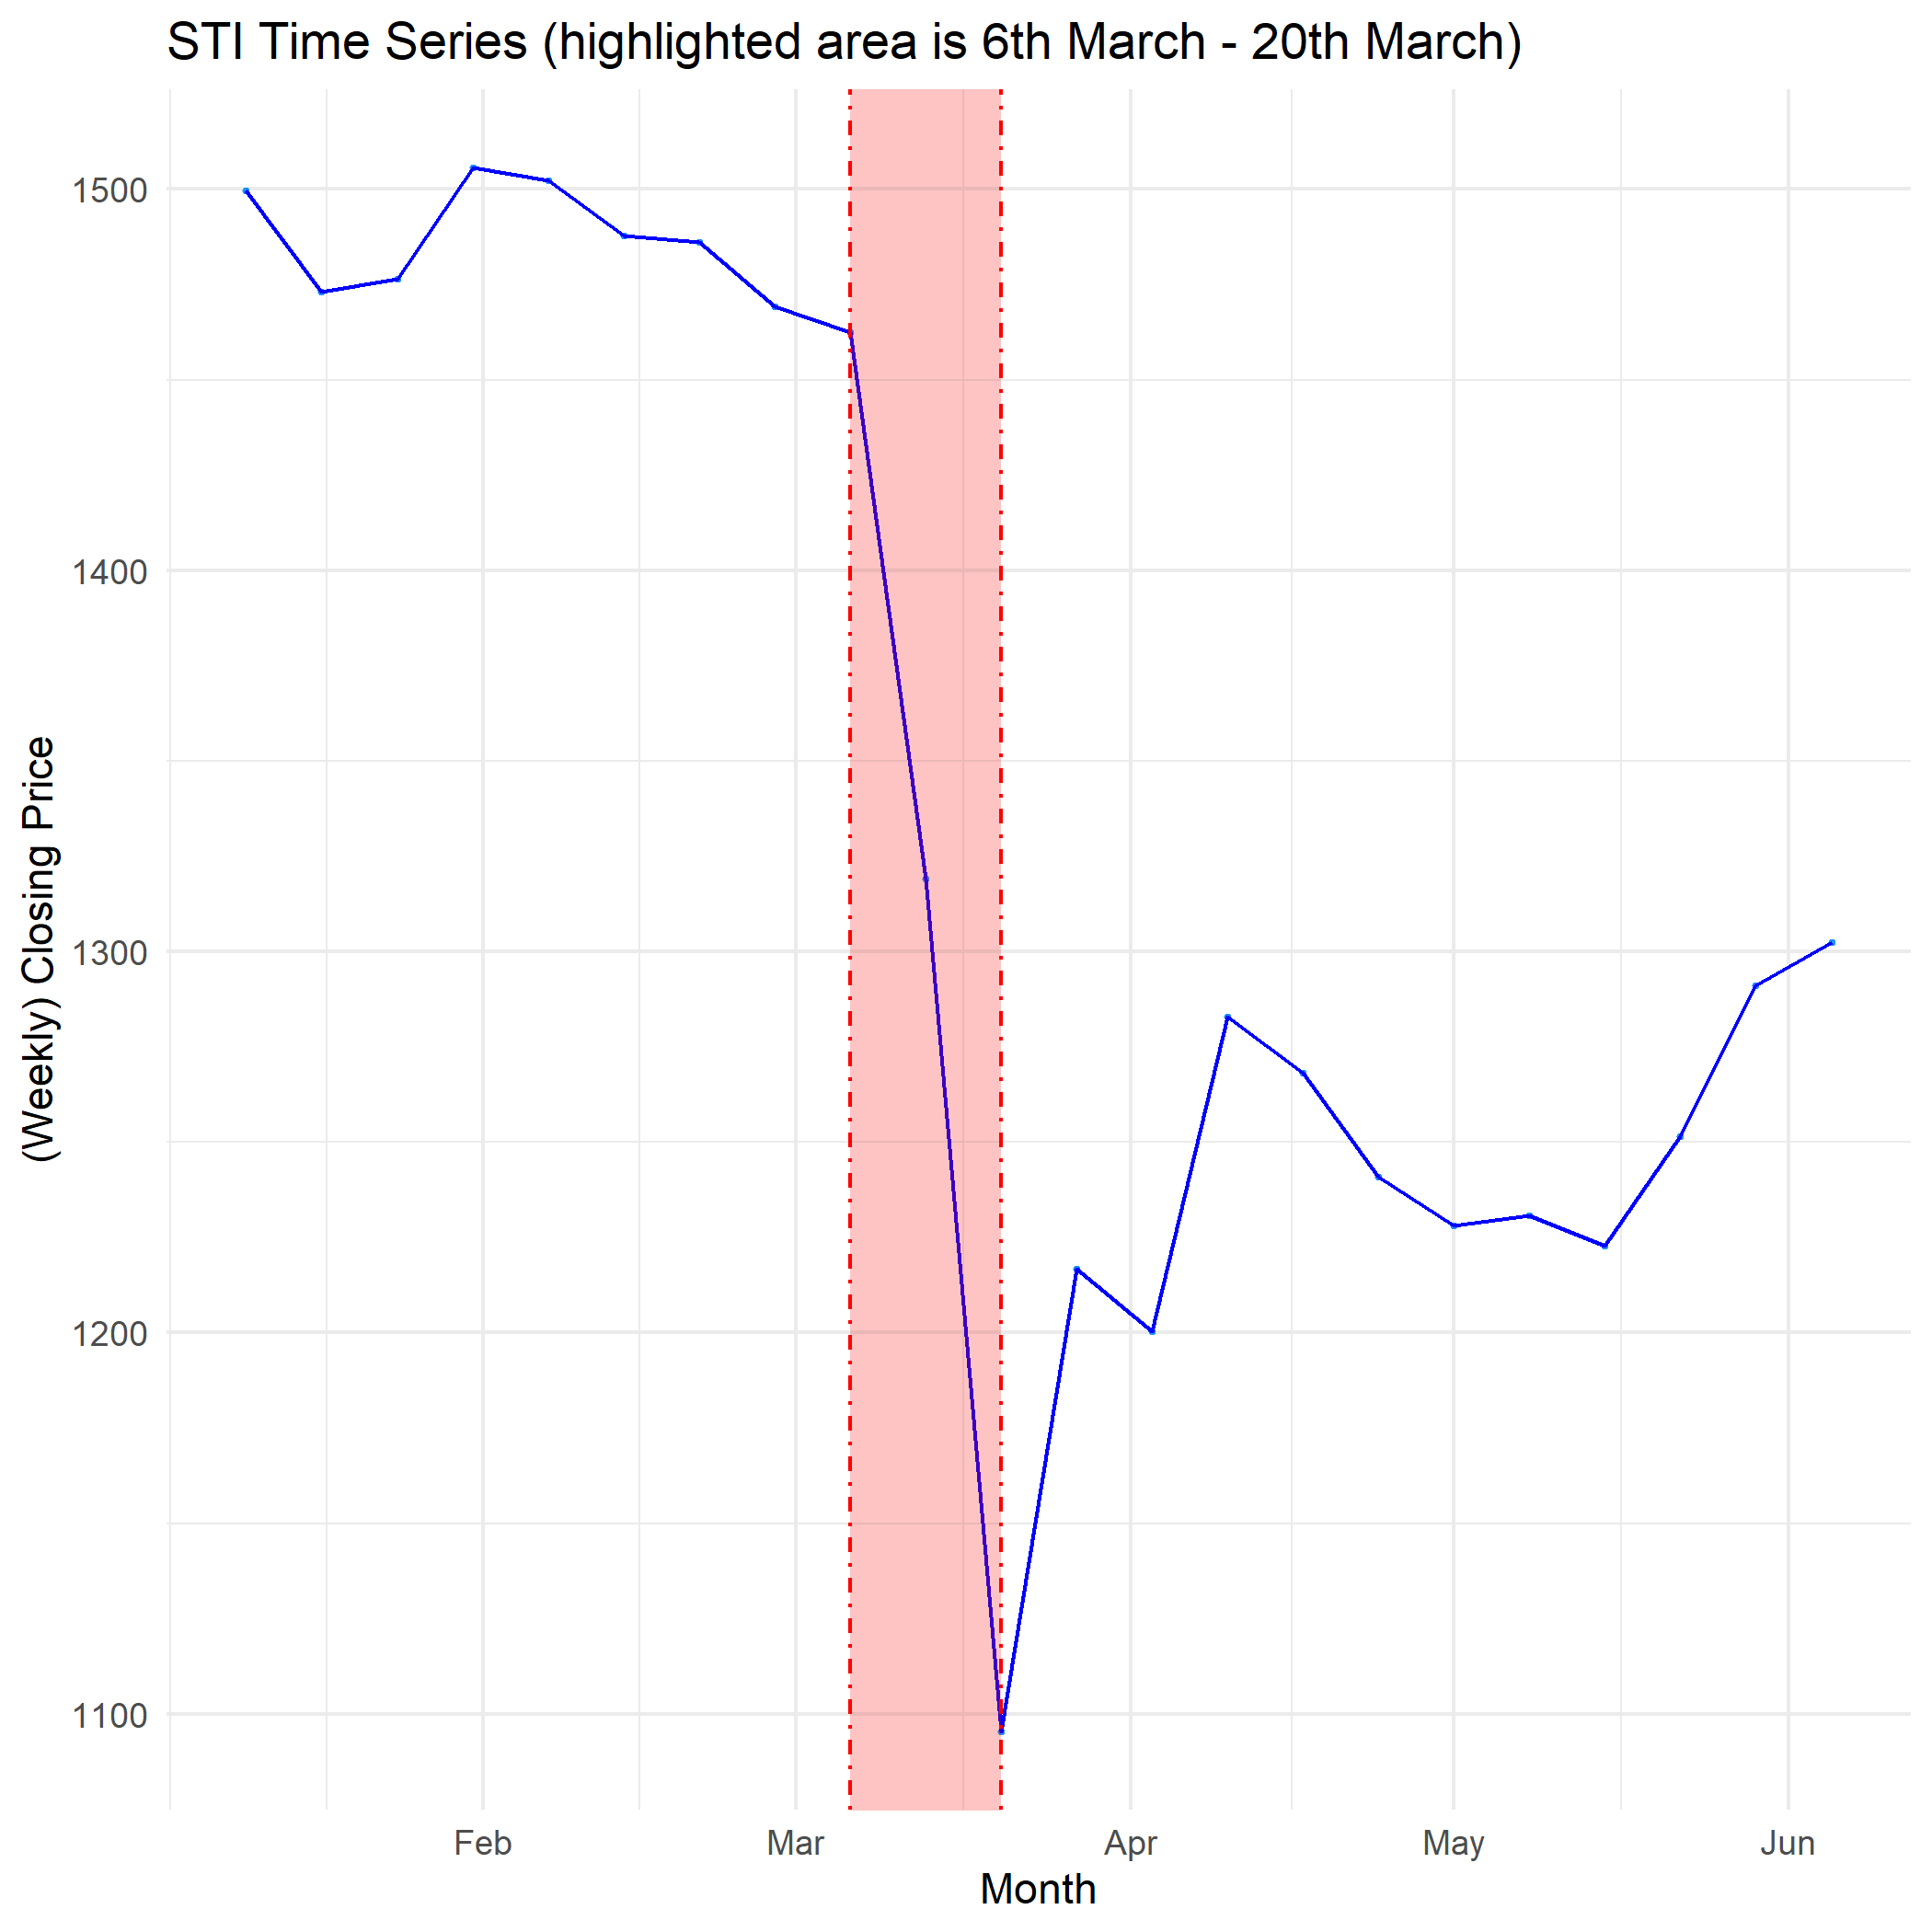 STI Time Series (highlighted area is 6th March - 20th March)
(Weekly) Closing Price
1500
1400
1300
1200
1100
Feb Mar Apr May Jun
Month